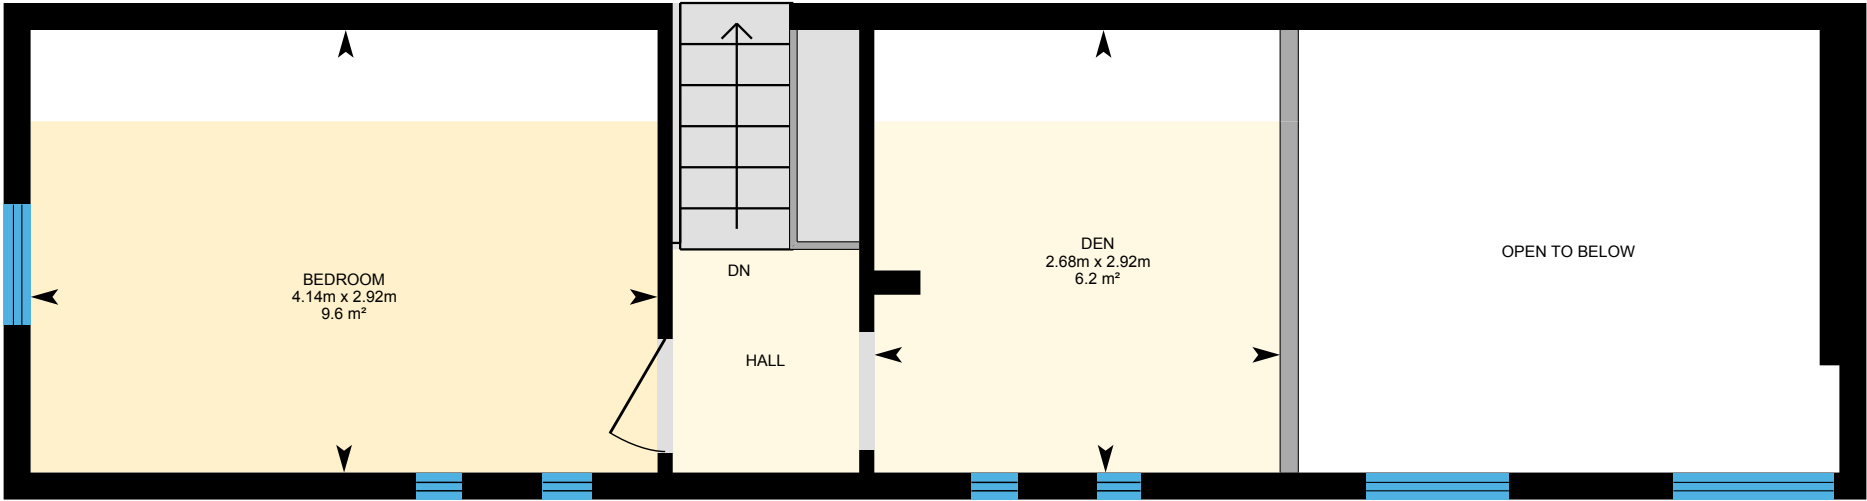 BEDROOM
4.14m x 2.92m
9.6 m²
DN
HALL
DEN
2.68m x 2.92m
6.2 m²
OPEN TO BELOW